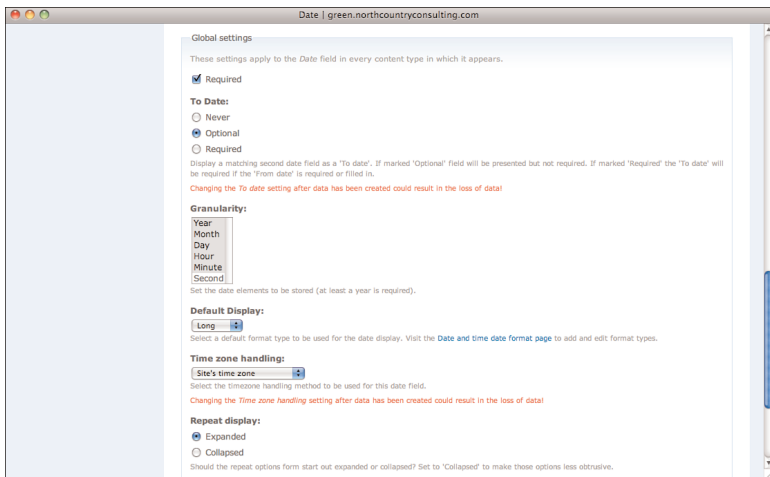 Date | green.northcountryconsulting.com
Global settings
These settings apply to the Date field in every content type in which it appears.
Required
To Date:
Never
Optional
Required
Display a matching second date field as a 'To date'. If marked 'Optional' field will be presented but not required. If marked 'Required' the 'To date' will
be required if the 'From date' is required or filled in.
Changing the To date setting after data has been created could result in the loss of data!
Granularity:
Year
Month
Day
Hour
Minute
Second
Set the date elements to be stored (at least a year is required).
Default Display:
Long
Select a default format type to be used for the date display. Visit the Date and time date format page to add and edit format types.
Time zone handling:
Site's time zone
Select the timezone handling method to be used for this date field.
Changing the Time zone handling setting after data has been created could result in the loss of data!
Repeat display:
Expanded
Collapsed
Should the repeat options form start out expanded or collapsed? Set to 'Collapsed' to make those options less obtrusive.